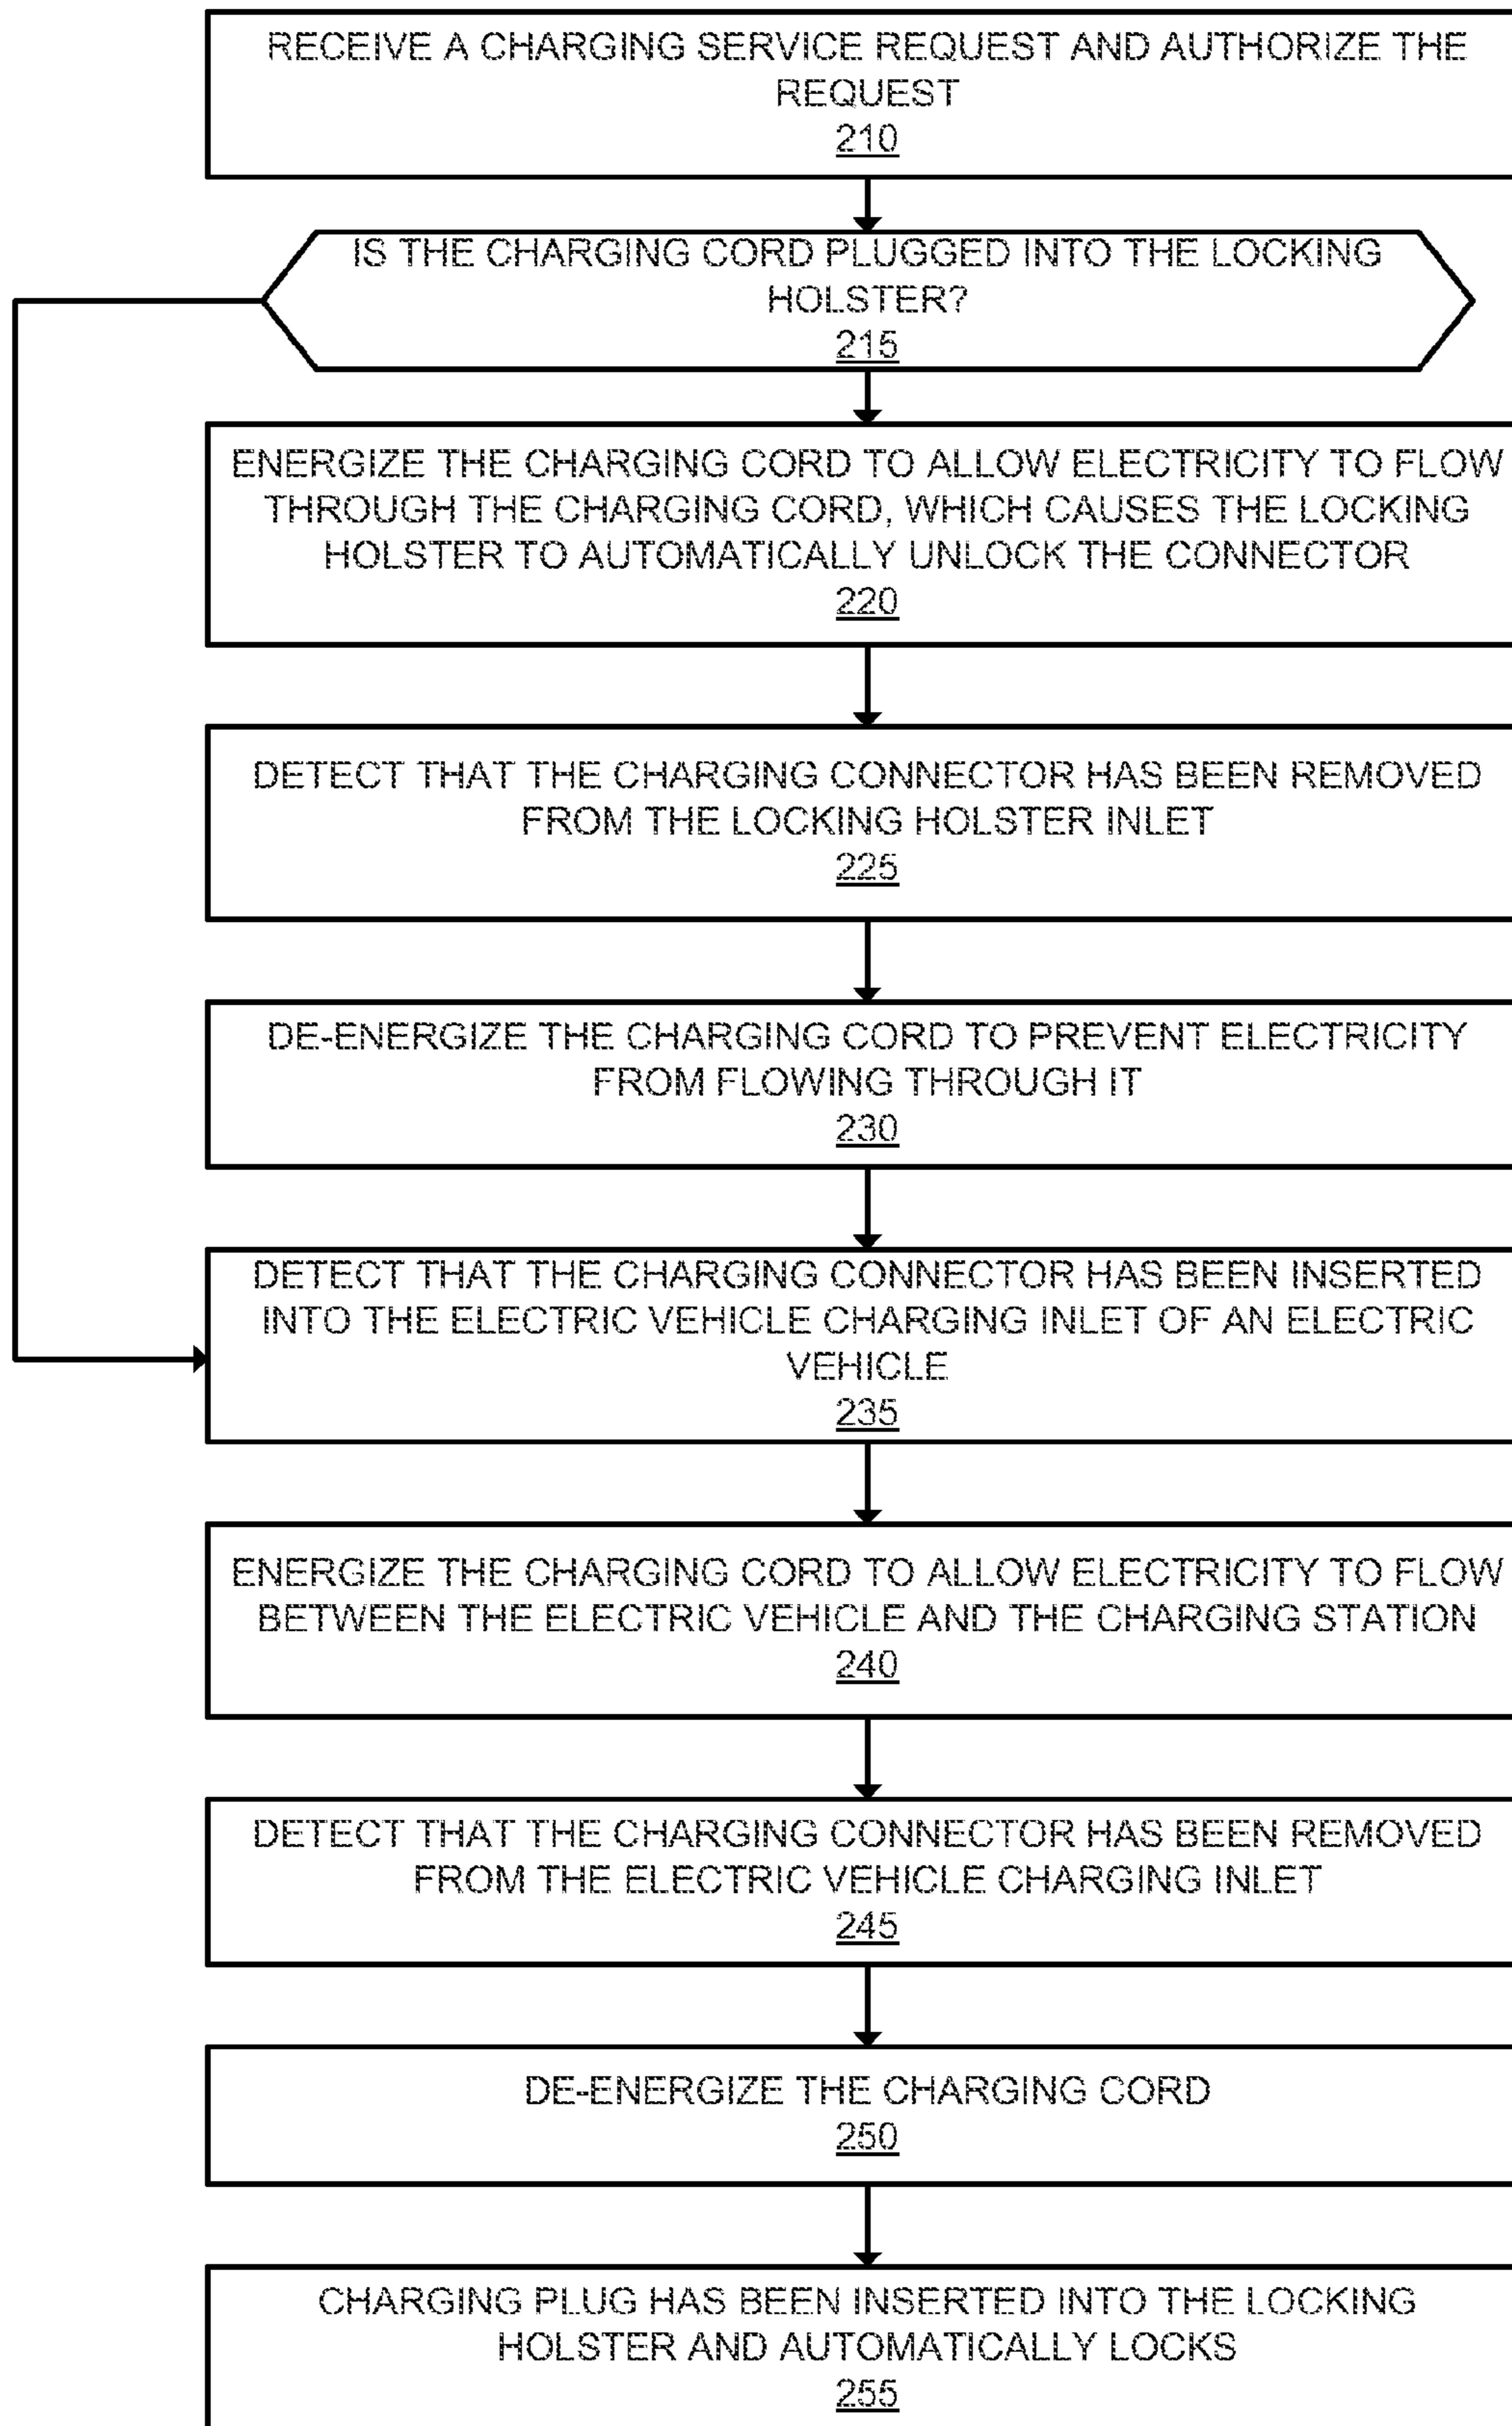 RECEIVE A CHARGING SERVICE REQUEST AND AUTHORIZE THE
REQUEST
210
IS THE CHARGING CORD PLUGGED INTO THE LOCKING
HOLSTER?
215
ENERGIZE THE CHARGING CORD TO ALLOW ELECTRICITY TO FLOW
THROUGH THE CHARGING CORD, WHICH CAUSES THE LOCKING
HOLSTER TO AUTOMATICALLY UNLOCK THE CONNECTOR
220
DETECT THAT THE CHARGING CONNECTOR HAS BEEN REMOVED
FROM THE LOCKING HOLSTER INLET
225
DE-ENERGIZE THE CHARGING CORD TO PREVENT ELECTRICITY
FROM FLOWING THROUGH IT
230
DETECT THAT THE CHARGING CONNECTOR HAS BEEN INSERTED
INTO THE ELECTRIC VEHICLE CHARGING INLET OF AN ELECTRIC
VEHICLE
235
ENERGIZE THE CHARGING CORD TO ALLOW ELECTRICITY TO FLOW
BETWEEN THE ELECTRIC VEHICLE AND THE CHARGING STATION
240
DETECT THAT THE CHARGING CONNECTOR HAS BEEN REMOVED
FROM THE ELECTRIC VEHICLE CHARGING INLET
245
DE-ENERGIZE THE CHARGING CORD
250
CHARGING PLUG HAS BEEN INSERTED INTO THE LOCKING
HOLSTER AND AUTOMATICALLY LOCKS
255